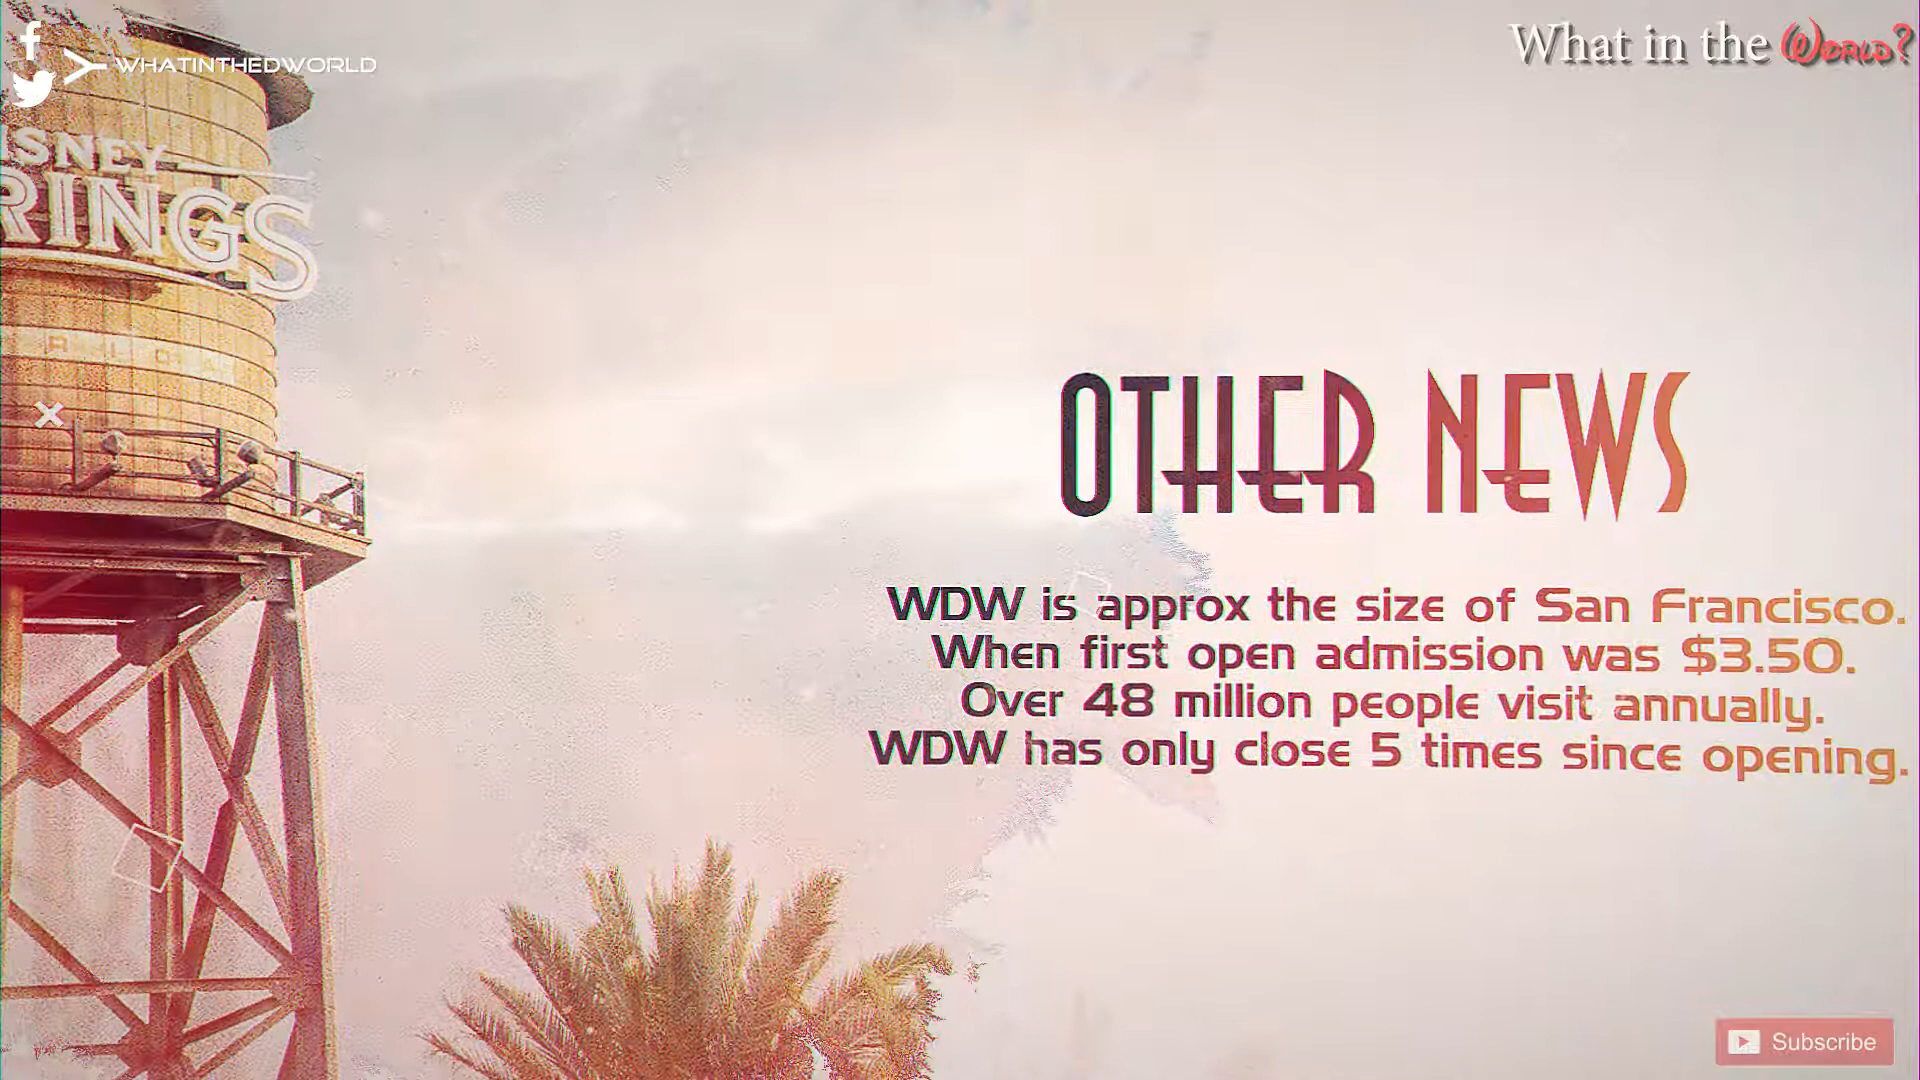 WHATINTHEDWORLD
What in the World?
ISNEY
RINGS
OTHER NEWS
WDW is approx the size of San Francisco.
When first open admission was $3.50.
Over 48 million people visit annually.
WDW has only close 5 times since opening.
Subscribe